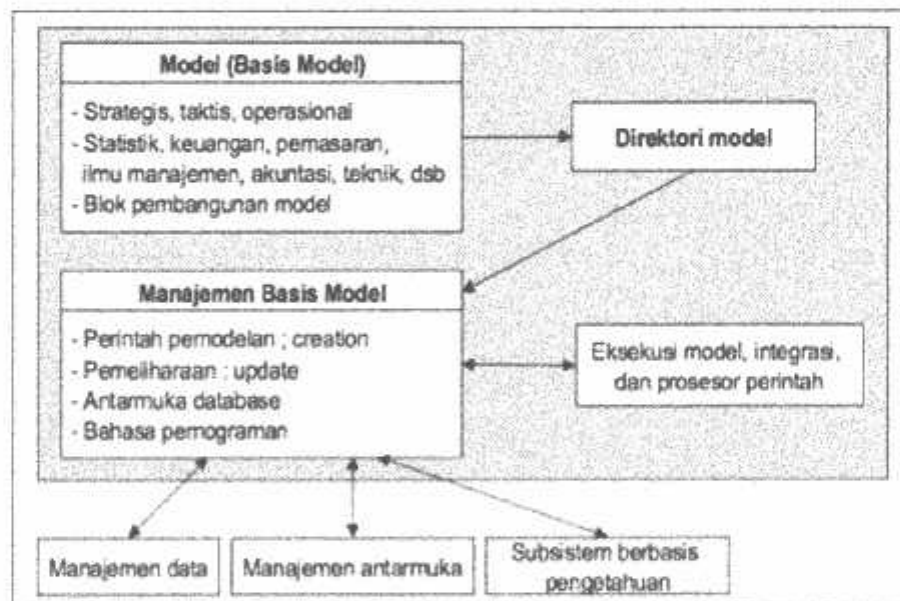 Model (Basis Model)
- Strategis, taktis, operasional
- Statistik, keuangan, pemasaran,
ilmu manajemen, akuntasi, teknik, dsb
- Blok pembangunan model
Direktori model
Manajemen Basis Model
- Perintah pemodelan ; creation
- Pemeliharaan : update
- Antarmuka database
- Bahasa pemograman
Eksekusi model, integrasi,
dan prosesor perintah
Manajemen data
Manajemen antarmuka
Subsistem berbasis
pengetahuan